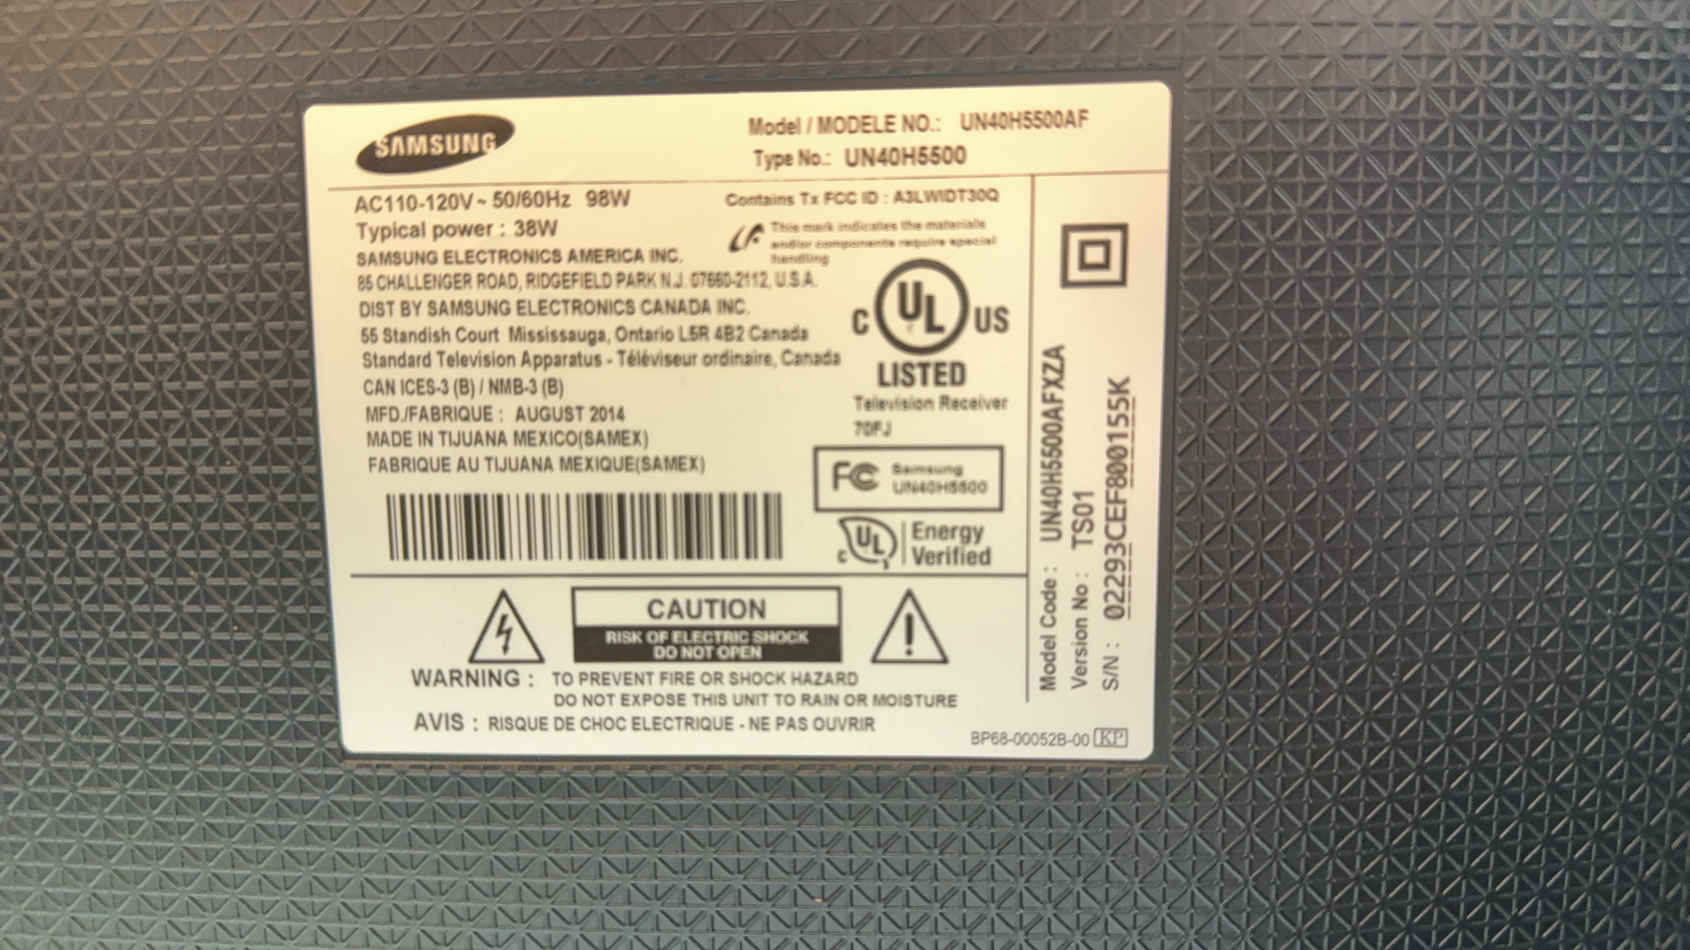 SAMSUNG
Model / MODELE NO.: UN40H5500AF
Type No.: UN40H5500
AC110-120V~ 50/60Hz 98W
Typical power : 38W
SAMSUNG ELECTRONICS AMERICA INC.
85 CHALLENGER ROAD, RIDGEFIELD PARK N.J. 07660-2112, U.S.A.
DIST BY SAMSUNG ELECTRONICS CANADA INC.
55 Standish Court Mississauga, Ontario L5R 4B2 Canada
Standard Television Apparatus - Téléviseur ordinaire, Canada
CAN ICES-3 (B) / NMB-3 (B)
MFD./FABRIQUE : AUGUST 2014
MADE IN TIJUANA MEXICO(SAMEX)
FABRIQUE AU TIJUANA MEXIQUE(SAMEX)
Contains Tx FCC ID : A3LWIDT30Q
This mark indicates the materials
and/or components require special
handling
C UL US
LISTED
Television Receiver
70FJ
FC Samsung
UN40H5500
C UL Energy
Verified
CAUTION
RISK OF ELECTRIC SHOCK
DO NOT OPEN
WARNING : TO PREVENT FIRE OR SHOCK HAZARD
DO NOT EXPOSE THIS UNIT TO RAIN OR MOISTURE
AVIS : RISQUE DE CHOC ELECTRIQUE - NE PAS OUVRIR
BP68-00052B-00 KP
Model Code : UN40H5500AFXZA
Version No : TS01
S/N : 02293CEF800155K